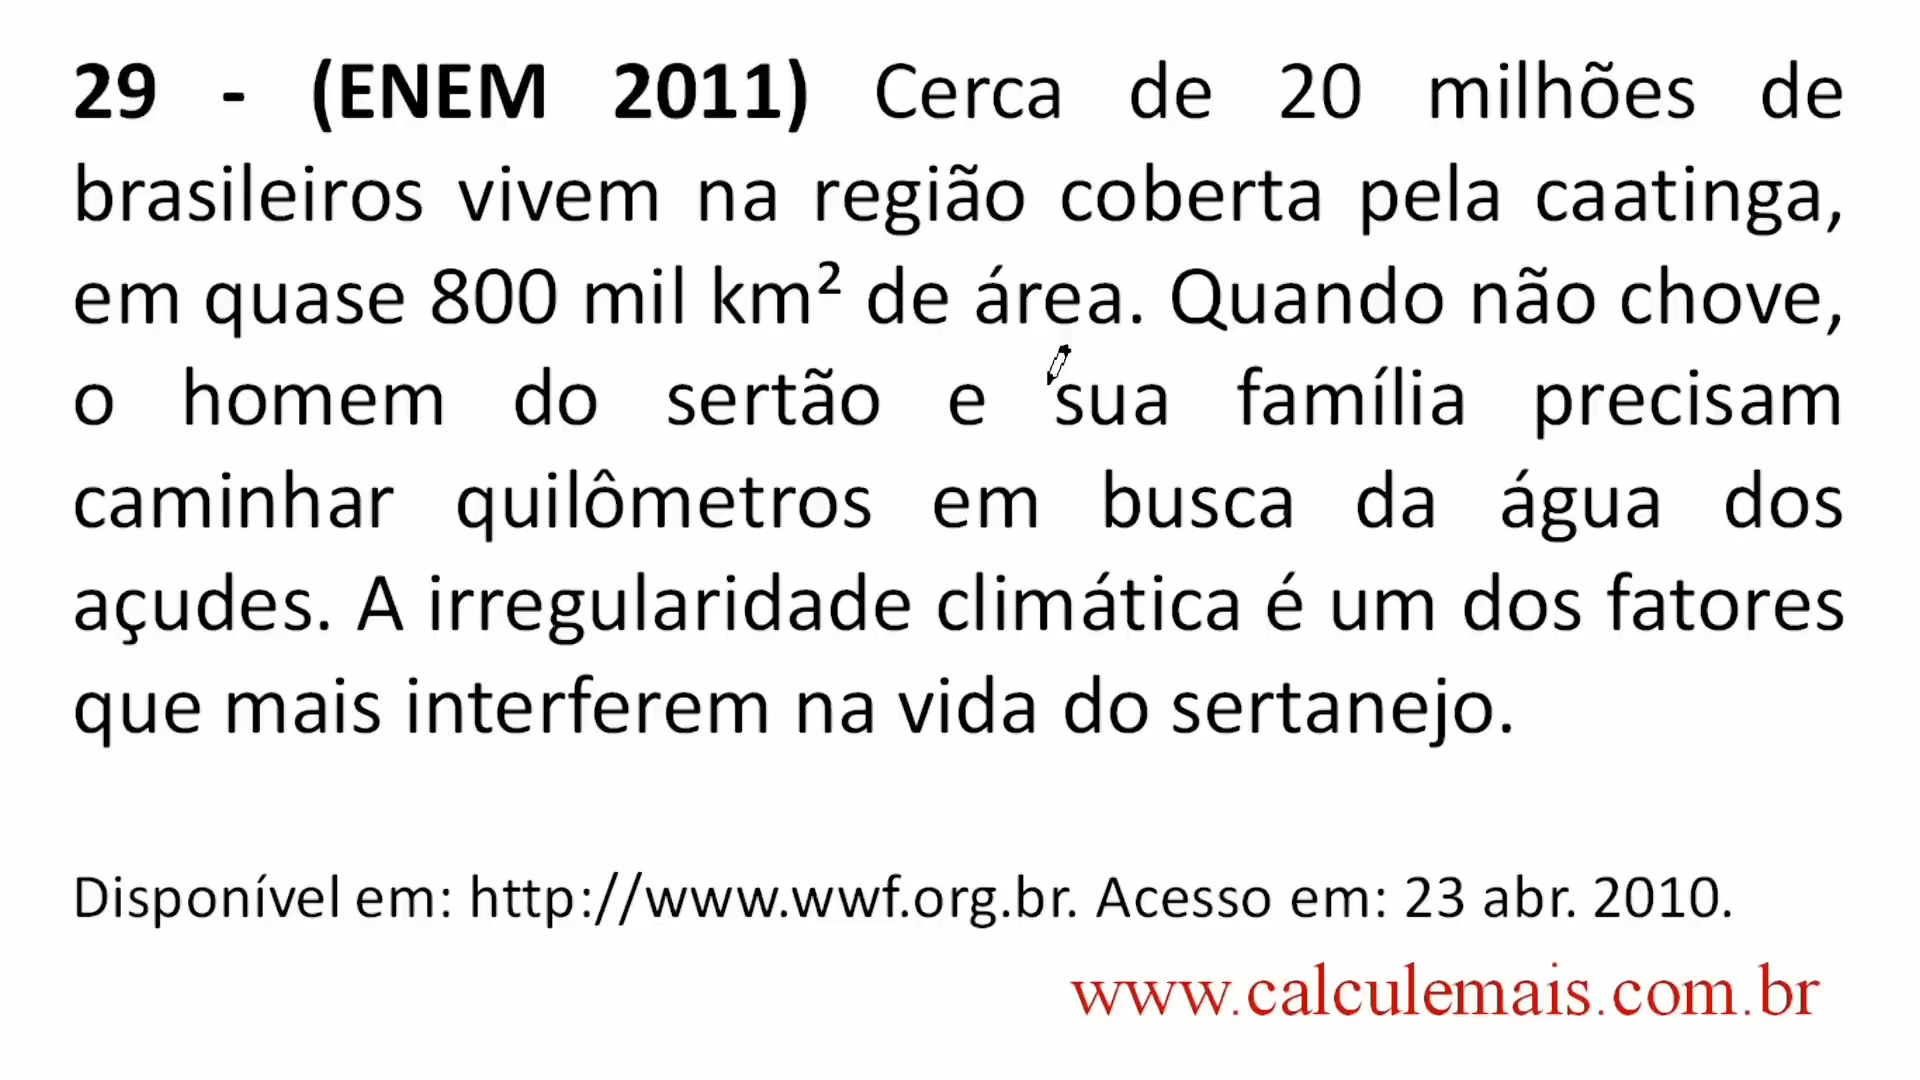 29 - (ENEM 2011) Cerca de 20 milhões de
brasileiros vivem na região coberta pela caatinga,
em quase 800 mil km² de área. Quando não chove,
o homem do sertão e sua família precisam
caminhar quilômetros em busca da água dos
açudes. A irregularidade climática é um dos fatores
que mais interferem na vida do sertanejo.
Disponível em: http://www.wwf.org.br. Acesso em: 23 abr. 2010.
www.calculemais.com.br